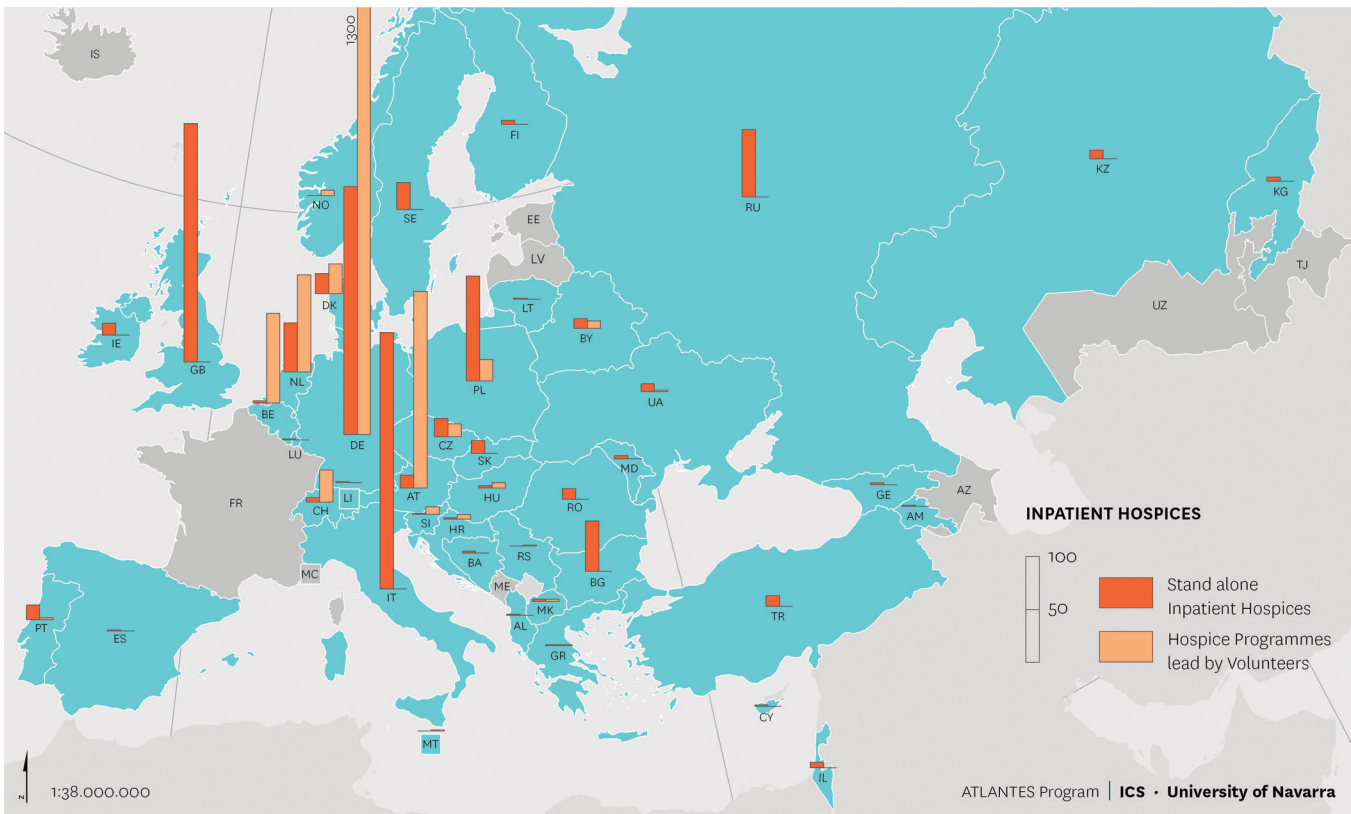 1300
IS
FI
KZ
KG
NO
SE
RU
EE
LV
TJ
DK
LT
UZ
IE
BY
GB
NL
PL
UA
BE
DE
CZ
LU
SK
MD
FR
CH
LI
AT
HU
RO
GE
AZ
SI
HR
AM
INPATIENT HOSPICES
BA
RS
BG
100
50
Stand alone
Inpatient Hospices
Hospice Programmes
lead by Volunteers
MC
IT
ME
MK
AL
TR
PT
ES
GR
CY
MT
IL
N
1:38.000.000
ATLANTES Program | ICS · University of Navarra